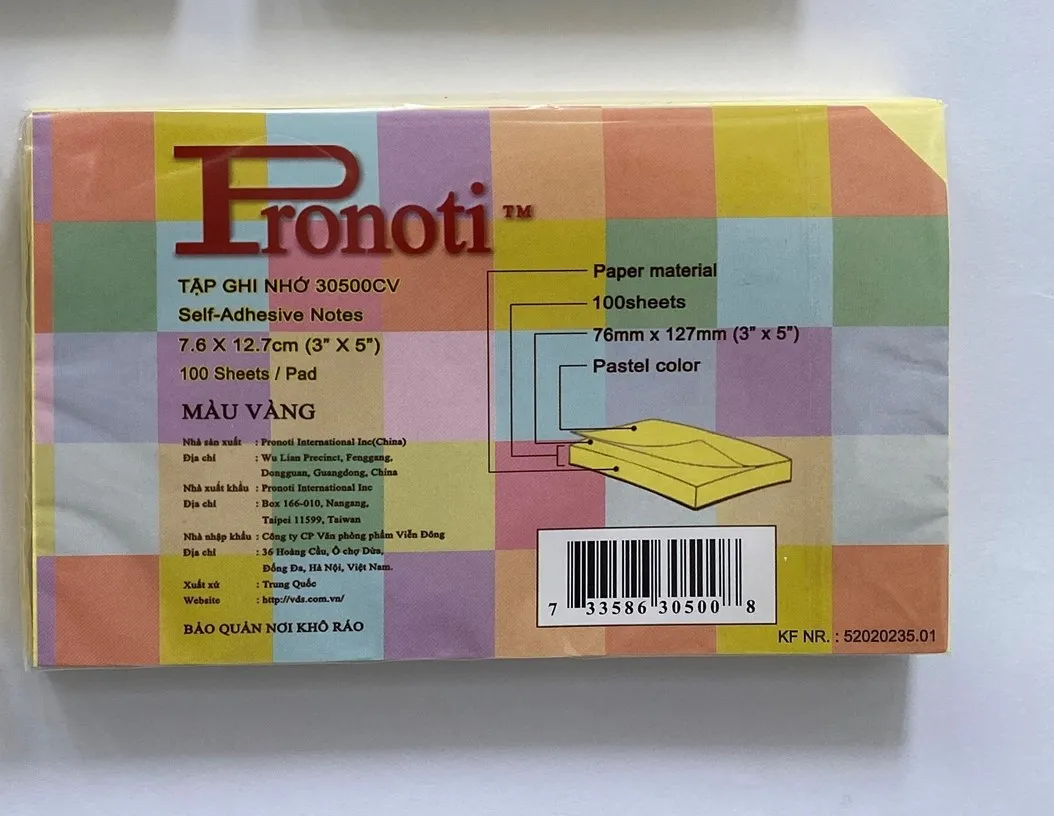 Pronoti TM
TẬP GHI NHỚ 30500CV
Self-Adhesive Notes
7.6 X 12.7cm (3” X 5”)
100 Sheets / Pad
MÀU VÀNG
Nhà sản xuất : Pronoti International Inc(China)
Địa chỉ : Wu Lian Precinct, Fenggang,
Dongguan, Guangdong, China
Nhà xuất khẩu : Pronoti International Inc
Địa chỉ : Box 166-010, Nangang,
Taipei 11599, Taiwan
Nhà nhập khẩu : Công ty CP Văn phòng phẩm Viễn Đông
Địa chỉ : 36 Hoàng Cầu, Ô chợ Dừa,
Đống Đa, Hà Nội, Việt Nam.
Xuất xứ : Trung Quốc
Website : http://vds.com.vn/
BẢO QUẢN NƠI KHÔ RÁO
Paper material
100sheets
76mm x 127mm (3” x 5”)
Pastel color
7 33586 30500 8
KF NR. : 52020235.01